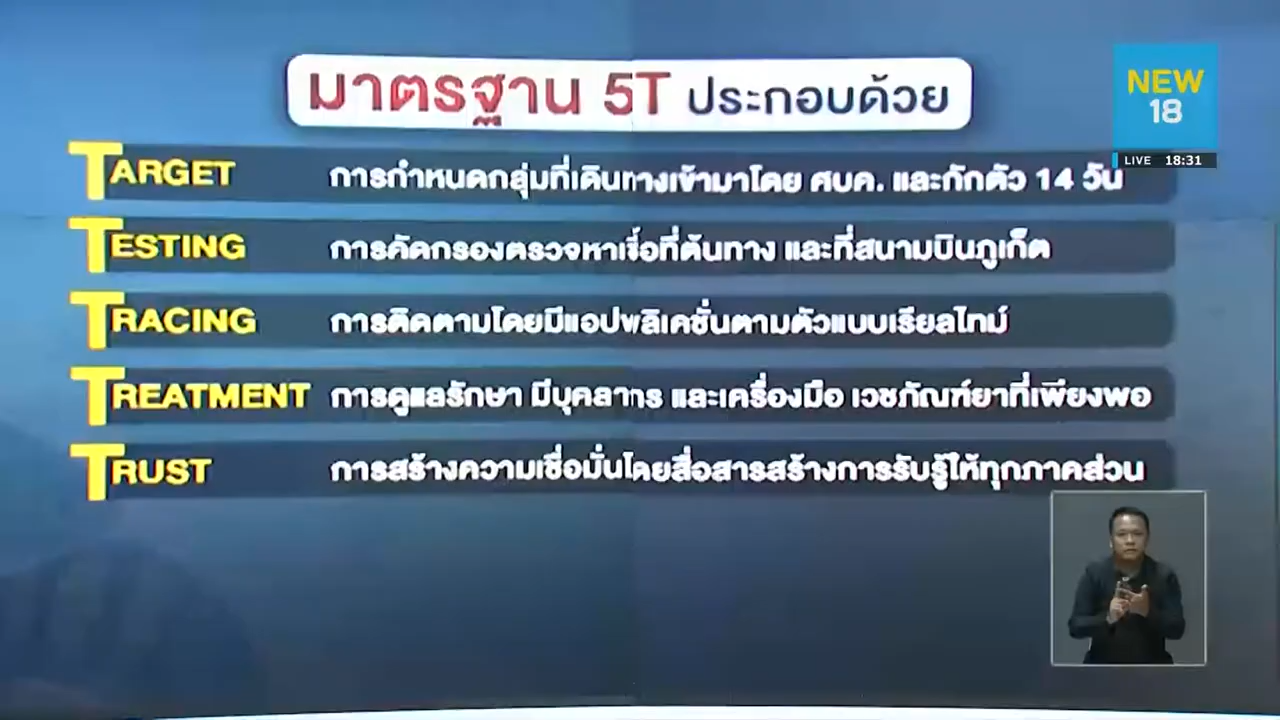 มาตรฐาน 5T ประกอบด้วย
NEW
18
LIVE 18:31
TARGET การกำหนดกลุ่มที่เดินทางเข้ามาโดย ศบค. และกักตัว 14 วัน
TESTING การคัดกรองตรวจหาเชื้อที่ต้นทาง และที่สนามบินภูเก็ต
TRACING การติดตามโดยมีแอปพลิเคชั่นตามตัวแบบเรียลไทม์
TREATMENT การดูแลรักษา มีบุคลากร และเครื่องมือ เวชภัณฑ์ยาที่เพียงพอ
TRUST การสร้างความเชื่อมั่นโดยสื่อสารสร้างการรับรู้ให้ทุกภาคส่วน